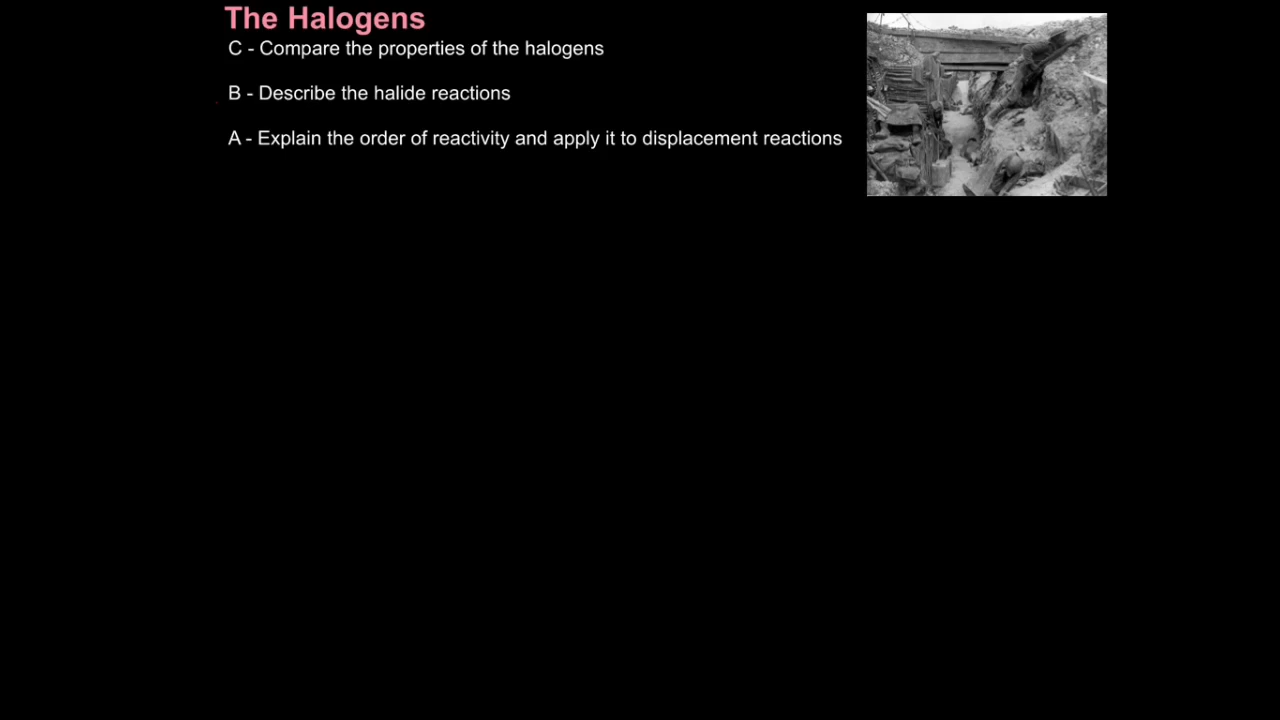 The Halogens
C - Compare the properties of the halogens
B - Describe the halide reactions
A - Explain the order of reactivity and apply it to displacement reactions